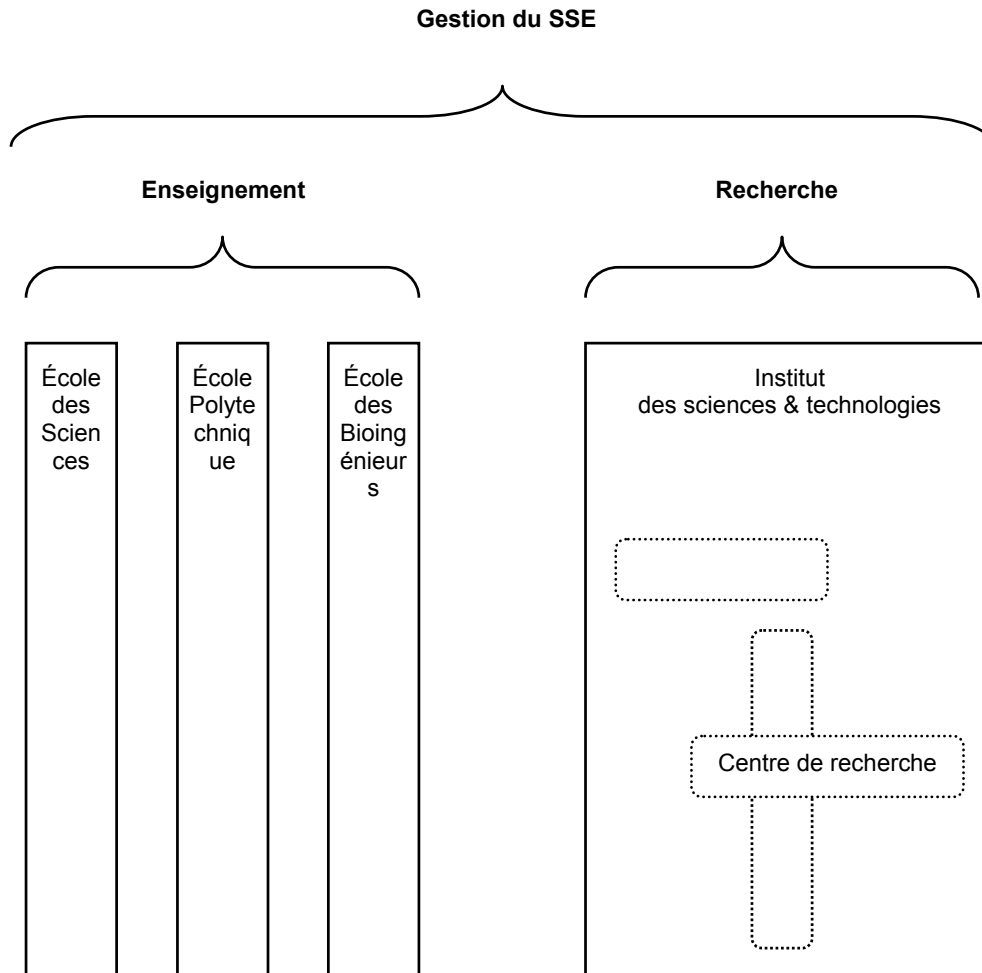 Gestion du SSE
Enseignement
Recherche
École
des
Scien
ces
École
Polyte
chniq
ue
École
des
Bioing
énieur
s
Institut
des sciences & technologies
Centre de recherche